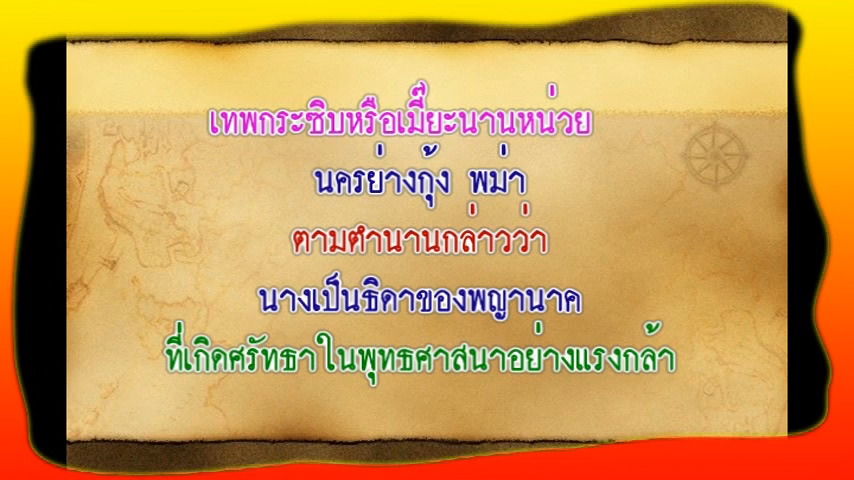 เทพกระซิบหรือเมี๊ยะนานหน่วย
นครย่างกุ้ง พม่า
ตามตำนานกล่าวว่า
นางเป็นธิดาของพญานาค
ที่เกิดศรัทธาในพุทธศาสนาอย่างแรงกล้า